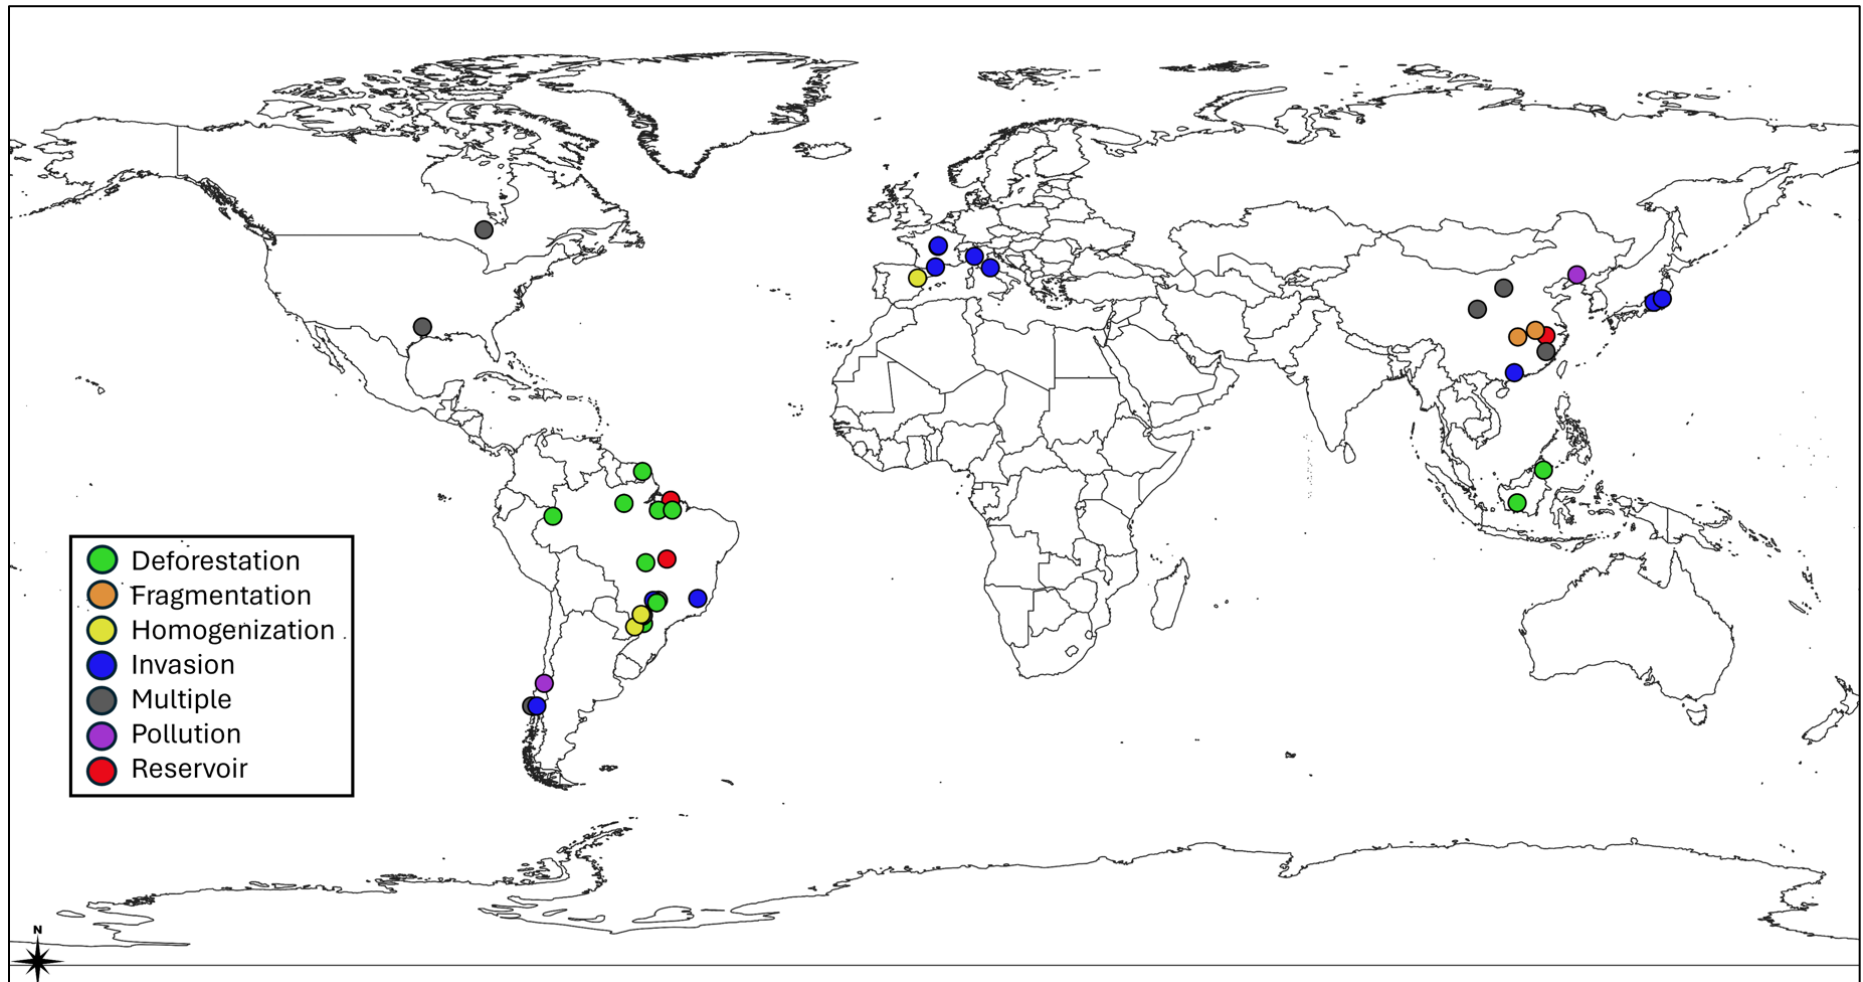 Deforestation
Fragmentation
Homogenization
Invasion
Multiple
Pollution
Reservoir
N